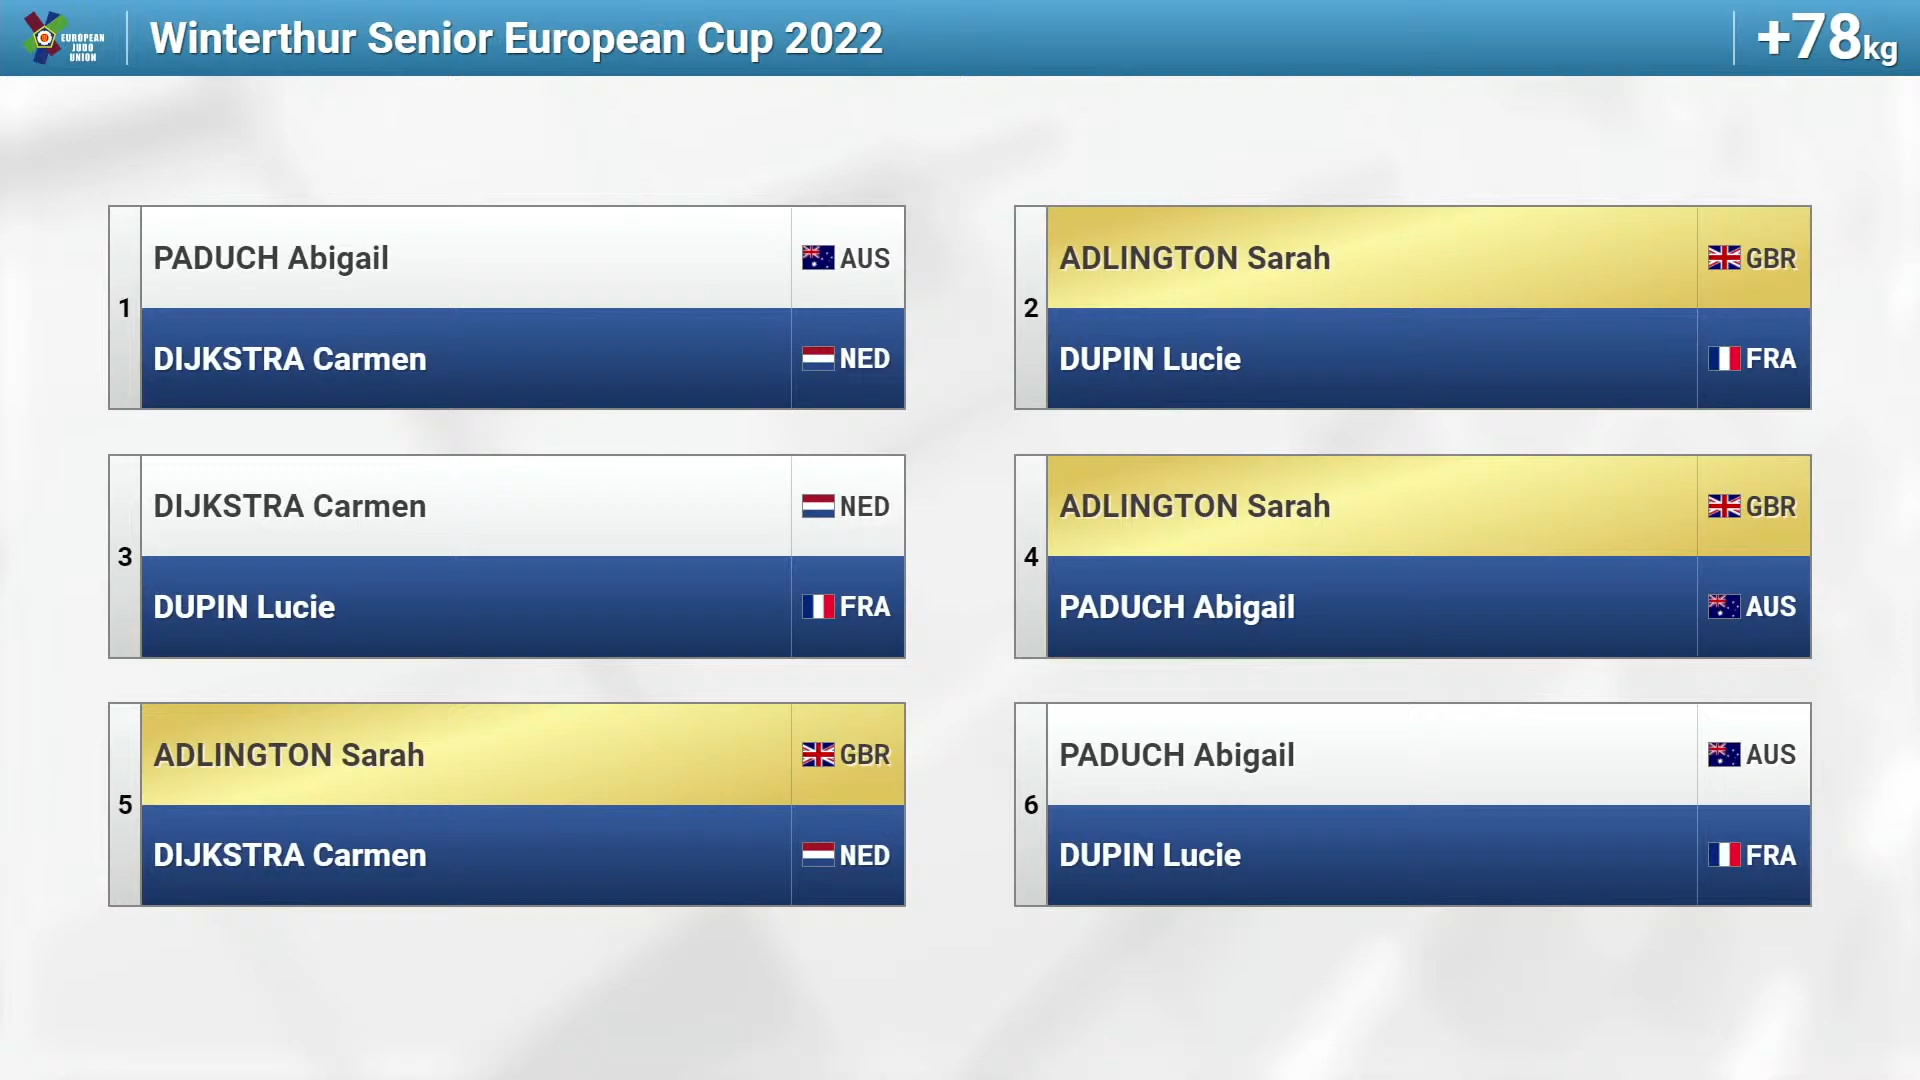 EUROPEAN
JUDO
UNION
Winterthur Senior European Cup 2022
+78kg
1
PADUCH Abigail AUS
DIJKSTRA Carmen NED
2
ADLINGTON Sarah GBR
DUPIN Lucie FRA
3
DIJKSTRA Carmen NED
DUPIN Lucie FRA
4
ADLINGTON Sarah GBR
PADUCH Abigail AUS
5
ADLINGTON Sarah GBR
DIJKSTRA Carmen NED
6
PADUCH Abigail AUS
DUPIN Lucie FRA